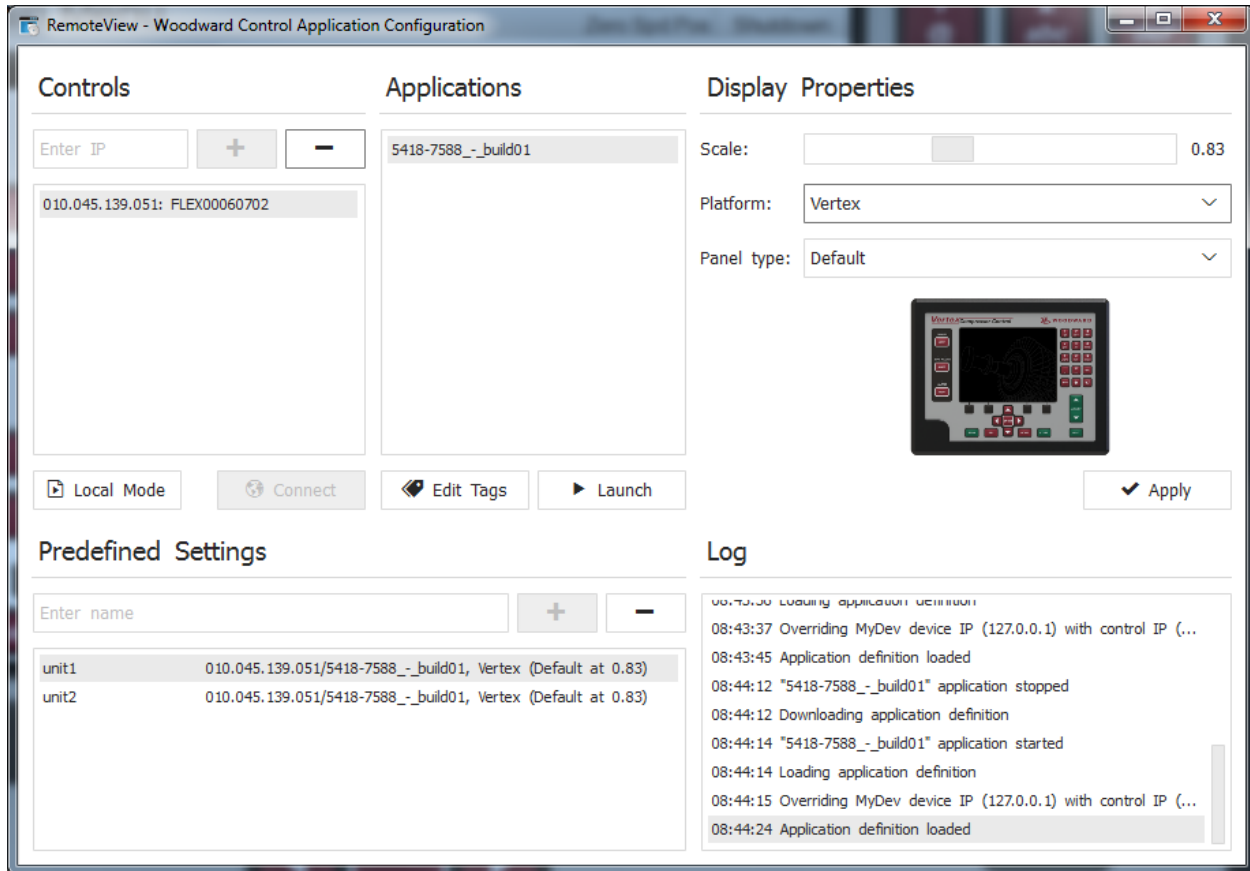 RemoteView - Woodward Control Application Configuration
Controls
Enter IP
010.045.139.051: FLEX00060702
Local Mode
Connect
Applications
5418-7588_-_build01
Edit Tags
Launch
Display Properties
Scale:
0.83
Platform:
Vertex
Panel type:
Default
Vertex Compressor Control
WOODWARD
Apply
Predefined Settings
Enter name
unit1 010.045.139.051/5418-7588_-_build01, Vertex (Default at 0.83)
unit2 010.045.139.051/5418-7588_-_build01, Vertex (Default at 0.83)
Log
Loading application definition
08:43:37 Overriding MyDev device IP (127.0.0.1) with control IP (...
08:43:45 Application definition loaded
08:44:12 "5418-7588_-_build01" application stopped
08:44:12 Downloading application definition
08:44:14 "5418-7588_-_build01" application started
08:44:14 Loading application definition
08:44:15 Overriding MyDev device IP (127.0.0.1) with control IP (...
08:44:24 Application definition loaded